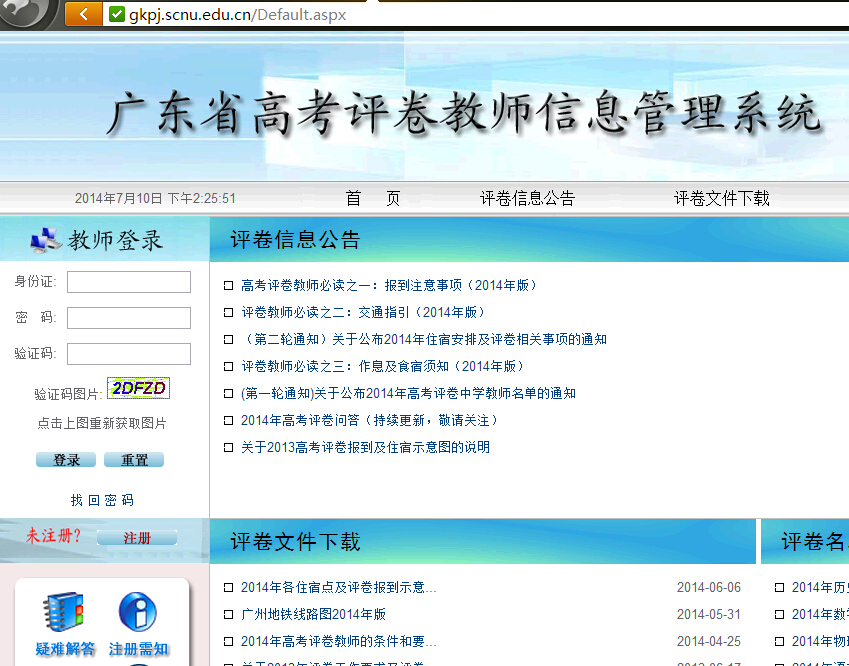 gkpj.scnu.edu.cn/Default.aspx
广东省高考评卷教师信息管理系统
2014年7月10日 下午2:25:51 首 页 评卷信息公告 评卷文件下载
教师登录
身份证:
密 码:
验证码:
验证码图片: 2DFZD
点击上图重新获取图片
登录 重置
找 回 密 码
未注册? 注册
疑难解答 注册需知
评卷信息公告
高考评卷教师必读之一：报到注意事项（2014年版）
评卷教师必读之二：交通指引（2014年版）
（第二轮通知）关于公布2014年住宿安排及评卷相关事项的通知
评卷教师必读之三：作息及食宿须知（2014年版）
(第一轮通知)关于公布2014年高考评卷中学教师名单的通知
2014年高考评卷问答（持续更新，敬请关注）
关于2013高考评卷报到及住宿示意图的说明
评卷文件下载
2014年各住宿点及评卷报到示意... 2014-06-06
广州地铁线路图2014年版 2014-05-31
2014年高考评卷教师的条件和要... 2014-04-25
评卷名
2014年历
2014年数
2014年物